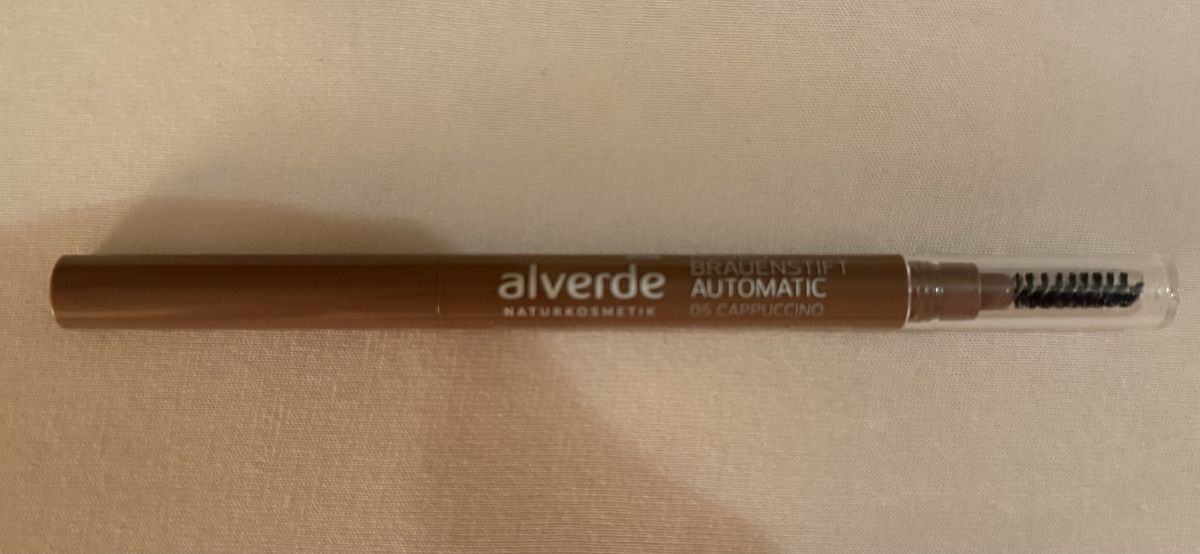 alverde
NATURKOSMETIK
BRAUENSTIFT
AUTOMATIC
05 CAPPUCCINO